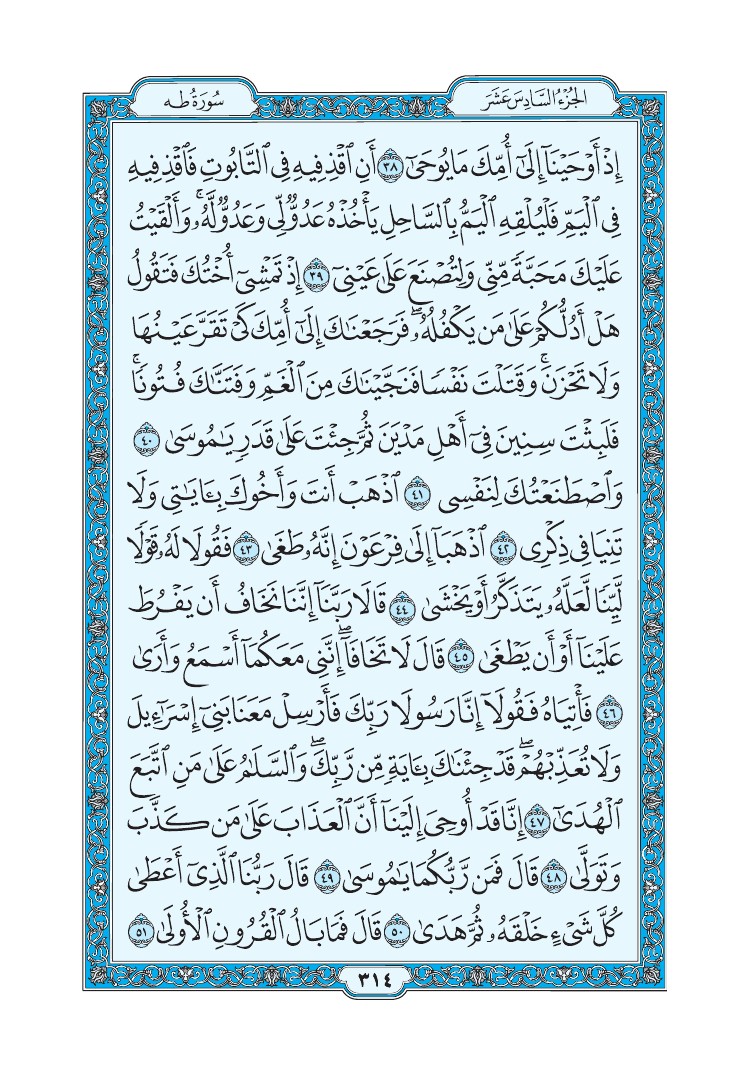 الجُزْءُ السَّادِسَ عَشَرَ
سُورَةُ طه
إِذْ أَوْحَيْنَآ إِلَىٰٓ أُمِّكَ مَا يُوحَىٰٓ ٣٨ أَنِ ٱقْذِفِيهِ فِى ٱلتَّابُوتِ فَٱقْذِفِيهِ
فِى ٱلْيَمِّ فَلْيُلْقِهِ ٱلْيَمُّ بِٱلسَّاحِلِ يَأْخُذْهُ عَدُوٌّ لِّى وَعَدُوٌّ لَّهُۥ ۚ وَأَلْقَيْتُ
عَلَيْكَ مَحَبَّةً مِّنِّى وَلِتُصْنَعَ عَلَىٰ عَيْنِىٓ ٣٩ إِذْ تَمْشِىٓ أُخْتُكَ فَتَقُولُ
هَلْ أَدُلُّكُمْ عَلَىٰ مَن يَكْفُلُهُۥ ۖ فَرَجَعْنَـٰكَ إِلَىٰٓ أُمِّكَ كَىْ تَقَرَّ عَيْنُهَا
وَلَا تَحْزَنَ ۚ وَقَتَلْتَ نَفْسًا فَنَجَّيْنَـٰكَ مِنَ ٱلْغَمِّ وَفَتَنَّـٰكَ فُتُونًا ۚ
فَلَبِثْتَ سِنِينَ فِىٓ أَهْلِ مَدْيَنَ ثُمَّ جِئْتَ عَلَىٰ قَدَرٍ يَـٰمُوسَىٰ ٤٠
وَٱصْطَنَعْتُكَ لِنَفْسِى ٤١ ٱذْهَبْ أَنتَ وَأَخُوكَ بِـَٔايَـٰتِى وَلَا
تَنِيَا فِى ذِكْرِى ٤٢ ٱذْهَبَآ إِلَىٰ فِرْعَوْنَ إِنَّهُۥ طَغَىٰ ٤٣ فَقُولَا لَهُۥ قَوْلًا
لَّيِّنًا لَّعَلَّهُۥ يَتَذَكَّرُ أَوْ يَخْشَىٰ ٤٤ قَالَا رَبَّنَآ إِنَّنَا نَخَافُ أَن يَفْرُطَ
عَلَيْنَآ أَوْ أَن يَطْغَىٰ ٤٥ قَالَ لَا تَخَافَآ ۖ إِنَّنِى مَعَكُمَآ أَسْمَعُ وَأَرَىٰ
٤٦ فَأْتِيَاهُ فَقُولَآ إِنَّا رَسُولَا رَبِّكَ فَأَرْسِلْ مَعَنَا بَنِىٓ إِسْرَٰٓءِيلَ
وَلَا تُعَذِّبْهُمْ ۖ قَدْ جِئْنَـٰكَ بِـَٔايَةٍ مِّن رَّبِّكَ ۖ وَٱلسَّلَـٰمُ عَلَىٰ مَنِ ٱتَّبَعَ
ٱلْهُدَىٰٓ ٤٧ إِنَّا قَدْ أُوحِىَ إِلَيْنَآ أَنَّ ٱلْعَذَابَ عَلَىٰ مَن كَذَّبَ
وَتَوَلَّىٰ ٤٨ قَالَ فَمَن رَّبُّكُمَا يَـٰمُوسَىٰ ٤٩ قَالَ رَبُّنَا ٱلَّذِىٓ أَعْطَىٰ
كُلَّ شَىْءٍ خَلْقَهُۥ ثُمَّ هَدَىٰ ٥٠ قَالَ فَمَا بَالُ ٱلْقُرُونِ ٱلْأُولَىٰ ٥١
٣١٤